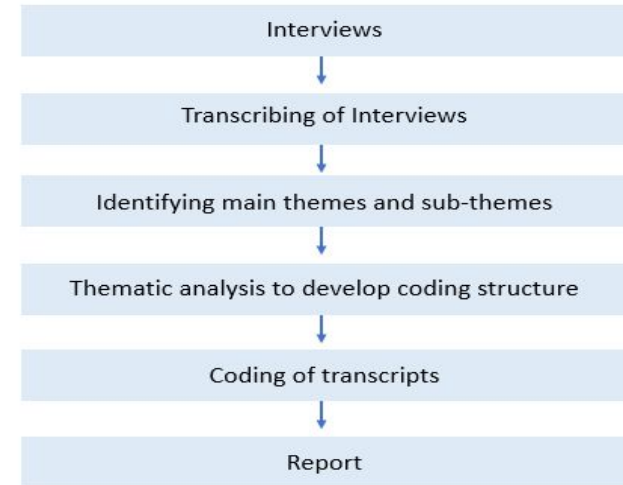 Interviews
Transcribing of Interviews
Identifying main themes and sub-themes
Thematic analysis to develop coding structure
Coding of transcripts
Report